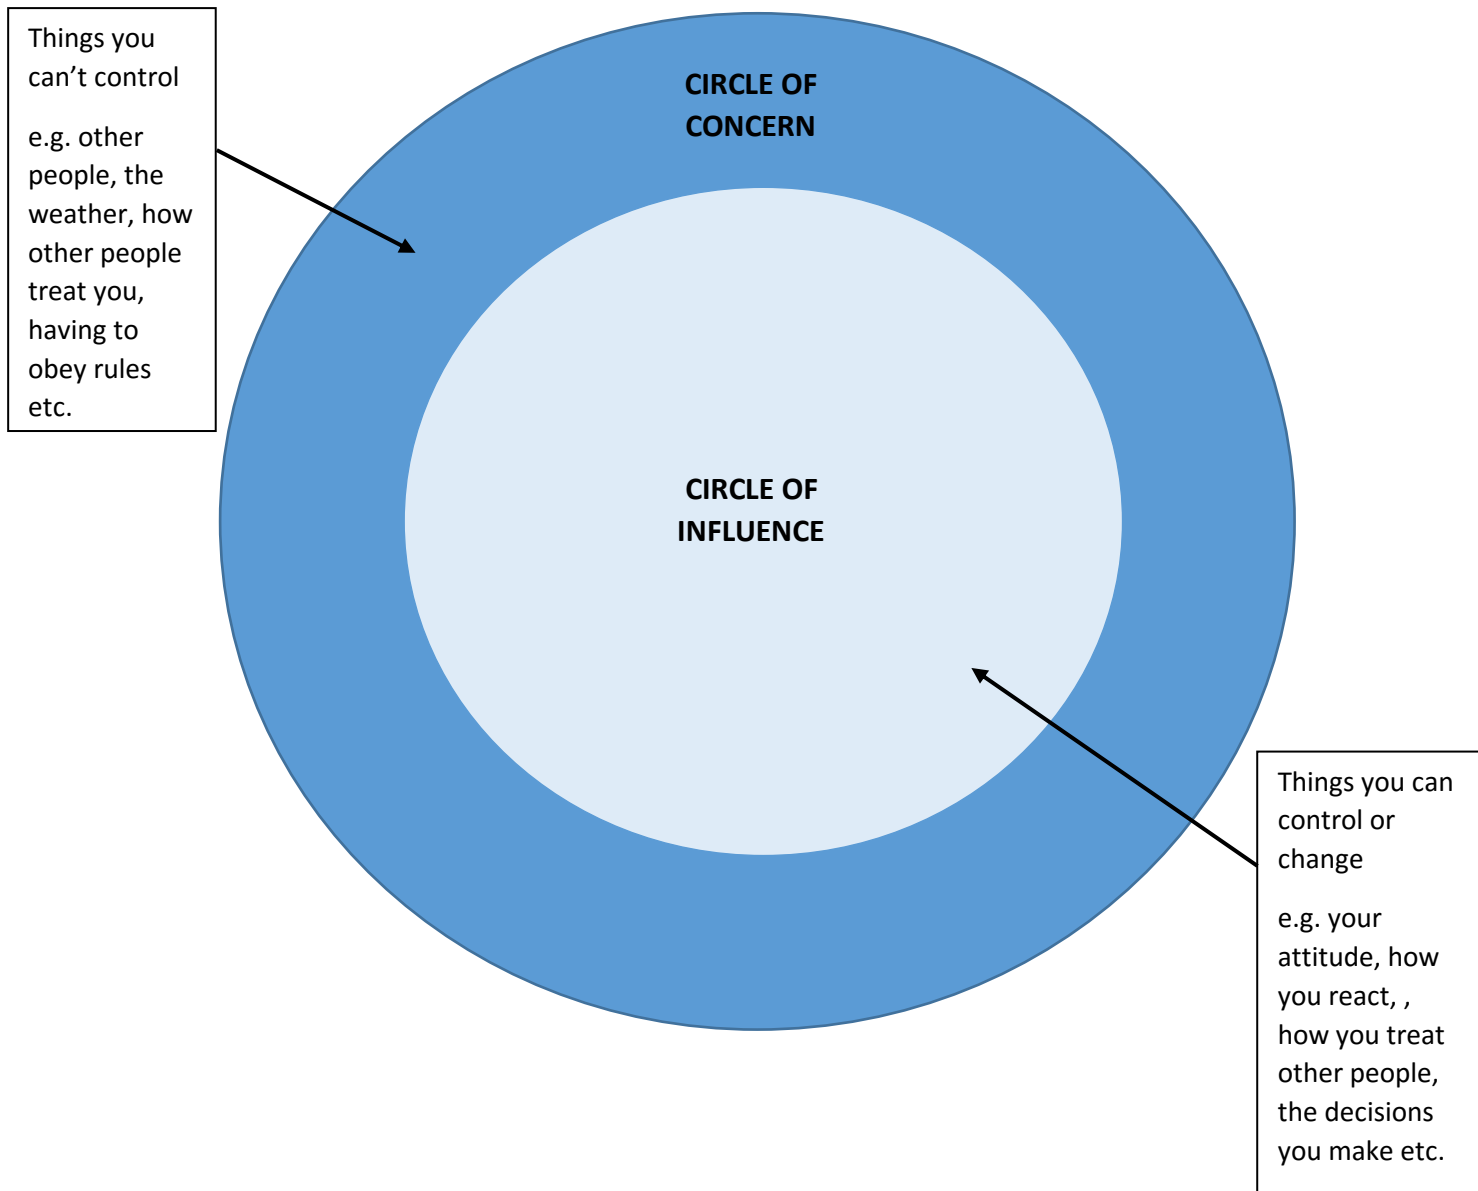 Things you
can’t control
e.g. other
people, the
weather, how
other people
treat you,
having to
obey rules
etc.
CIRCLE OF
CONCERN
CIRCLE OF
INFLUENCE
Things you can
control or
change
e.g. your
attitude, how
you react, ,
how you treat
other people,
the decisions
you make etc.